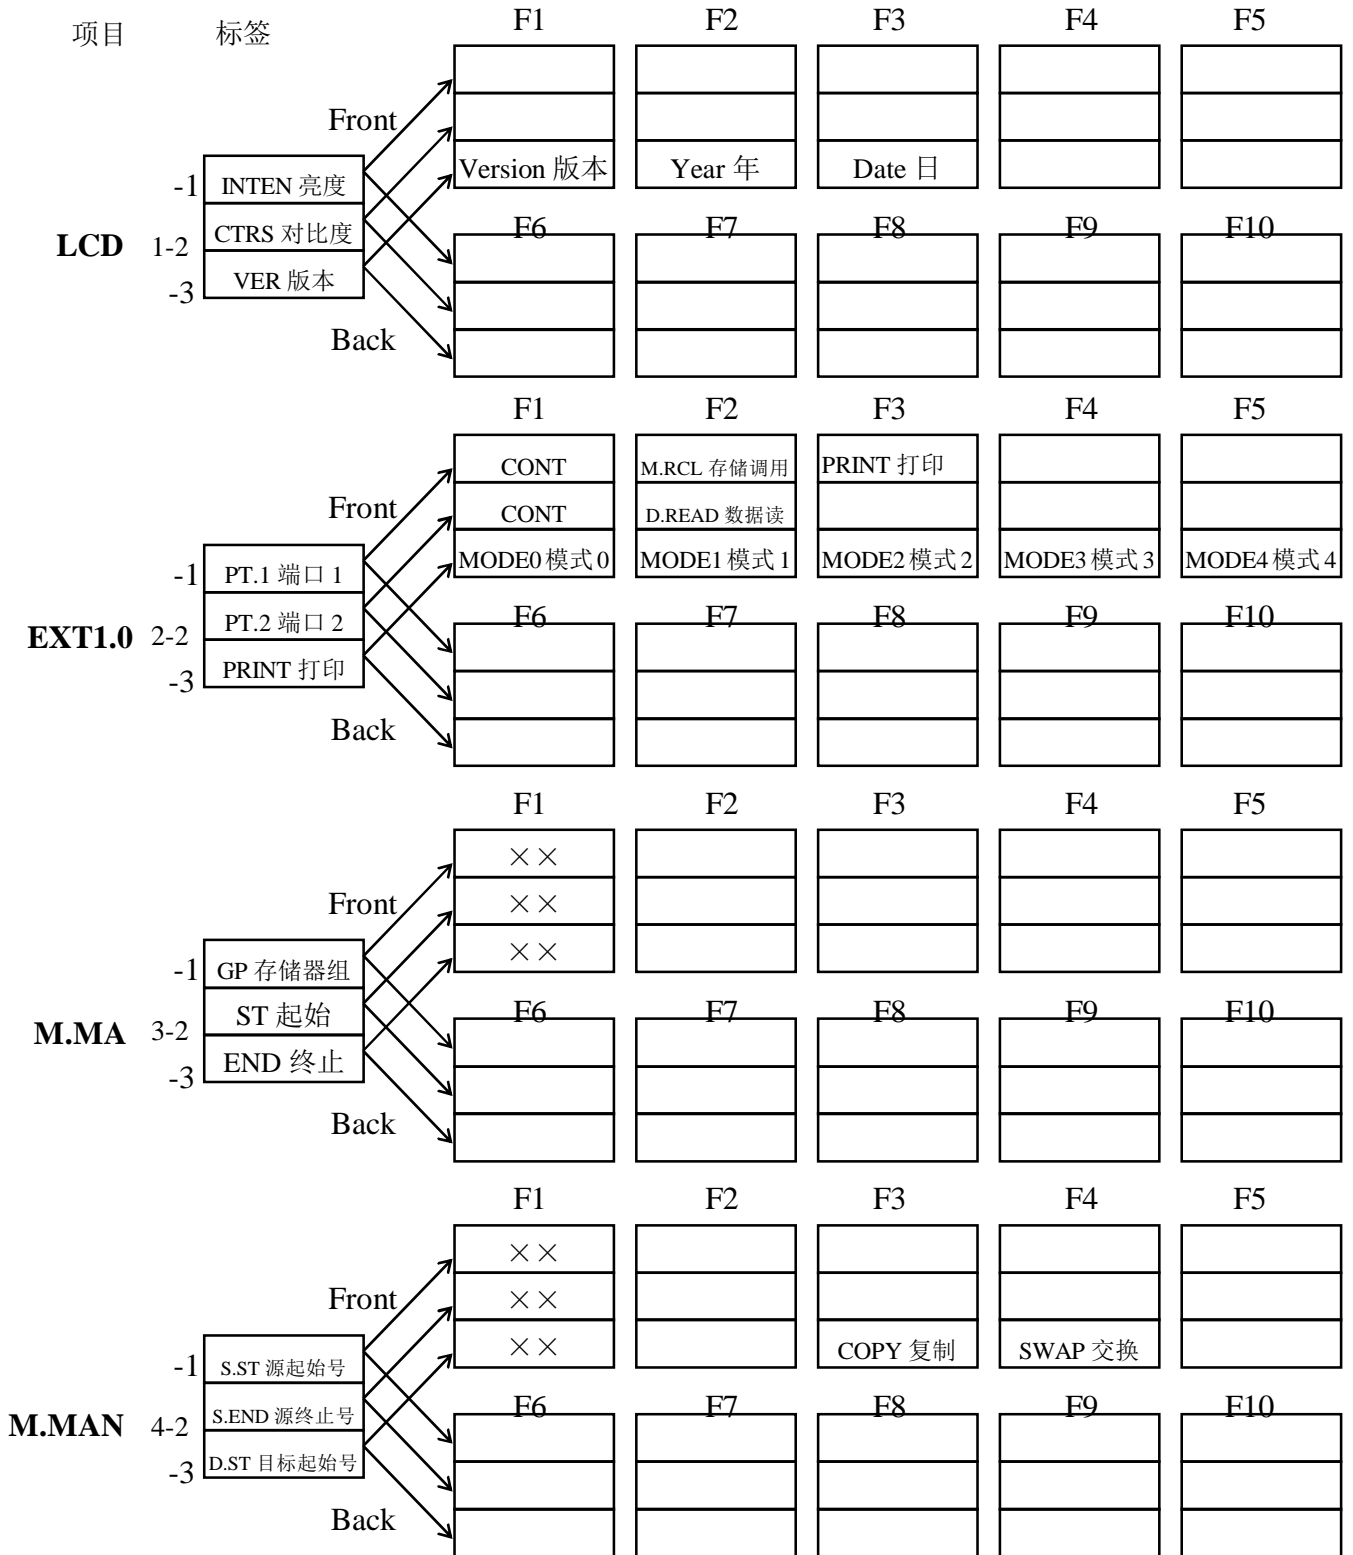 项目 标签 F1 F2 F3 F4 F5
Front
Version 版本 Year 年 Date 日
-1 INTEN 亮度
LCD 1-2 CTRS 对比度 F6 F7 F8 F9 F10
-3 VER 版本
Back
F1 F2 F3 F4 F5
CONT M.RCL 存储调用 PRINT 打印
Front
CONT D.READ 数据读
MODE0 模式 0 MODE1 模式 1 MODE2 模式 2 MODE3 模式 3 MODE4 模式 4
-1 PT.1 端口 1
EXT1.0 2-2 PT.2 端口 2 F6 F7 F8 F9 F10
-3 PRINT 打印
Back
F1 F2 F3 F4 F5
××
Front ××
××
-1 GP 存储器组
M.MA 3-2 ST 起始 F6 F7 F8 F9 F10
-3 END 终止
Back
F1 F2 F3 F4 F5
××
Front ××
×× COPY 复制 SWAP 交换
-1 S.ST 源起始号
M.MAN 4-2 S.END 源终止号 F6 F7 F8 F9 F10
-3 D.ST 目标起始号
Back